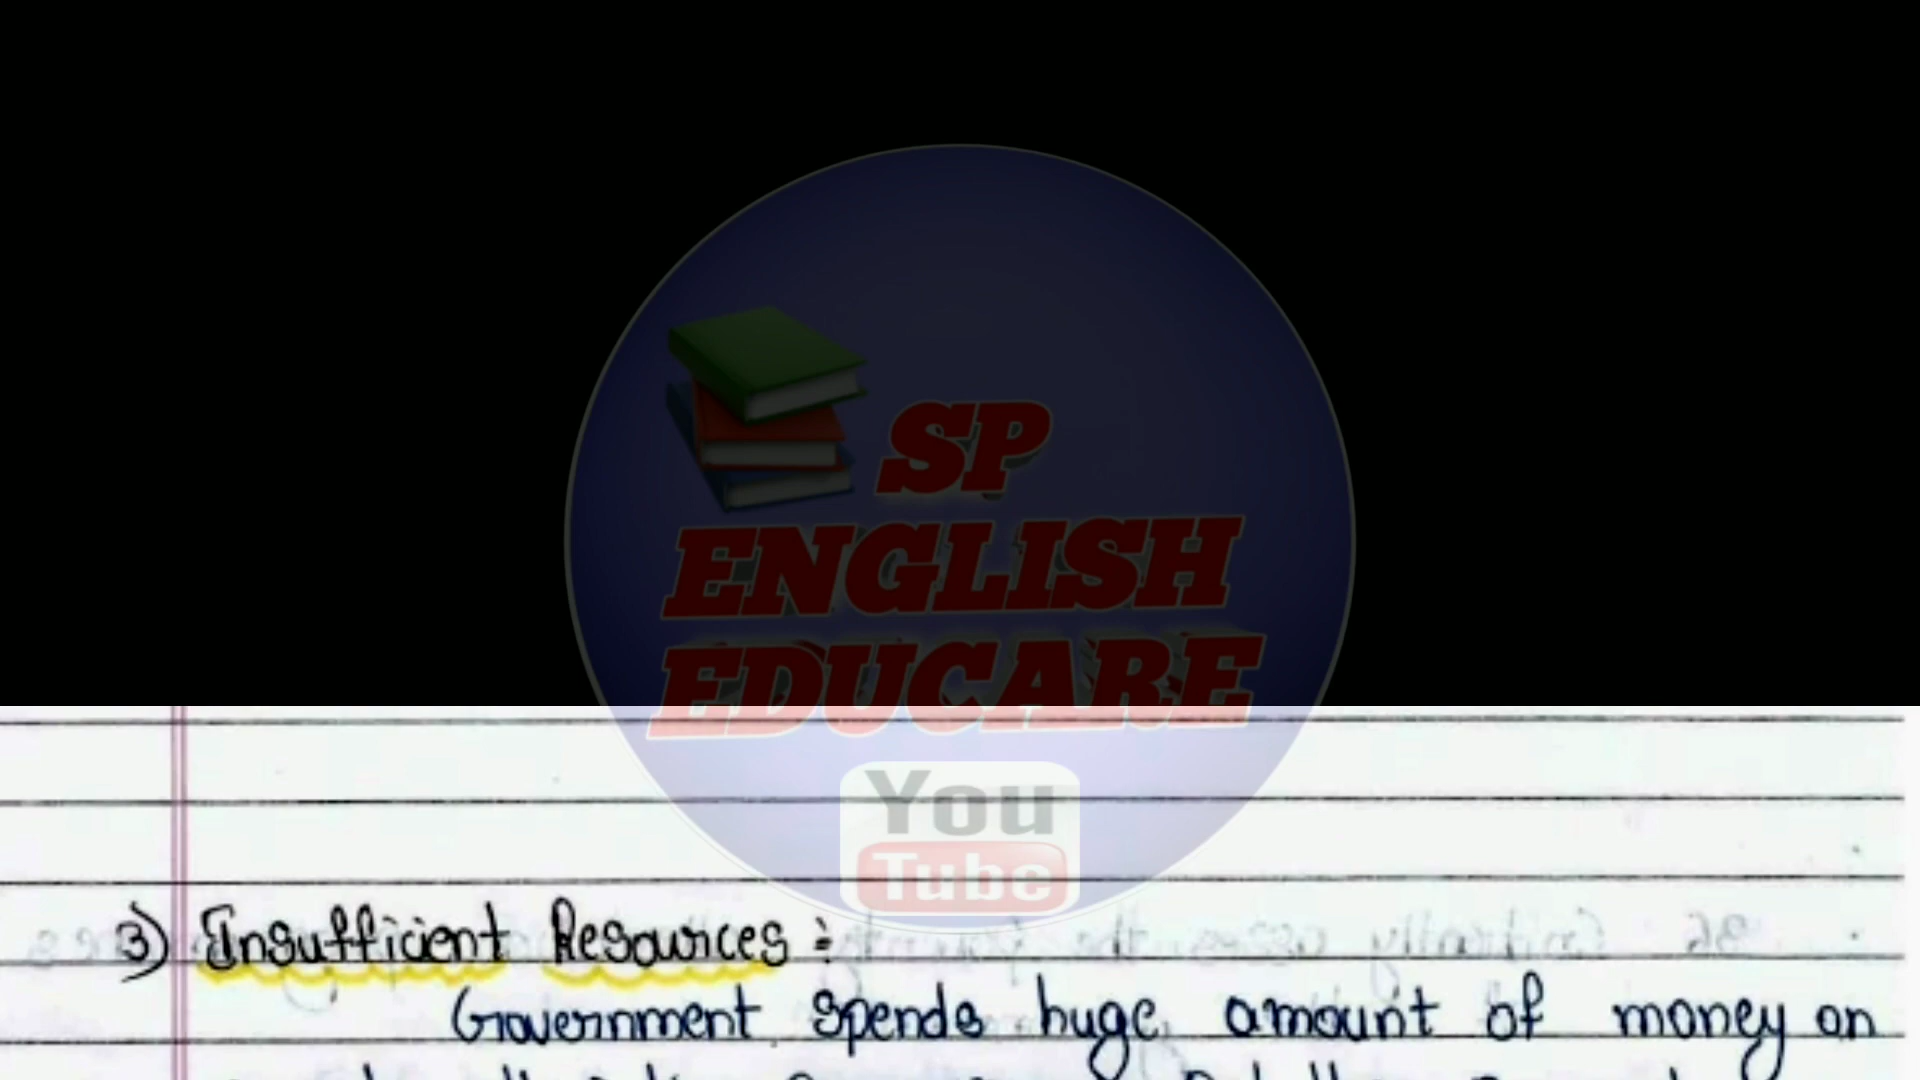 SP
ENGLISH
EDUCARE
You
Tube
3) Insufficient Resources :
Government spends huge amount of money on